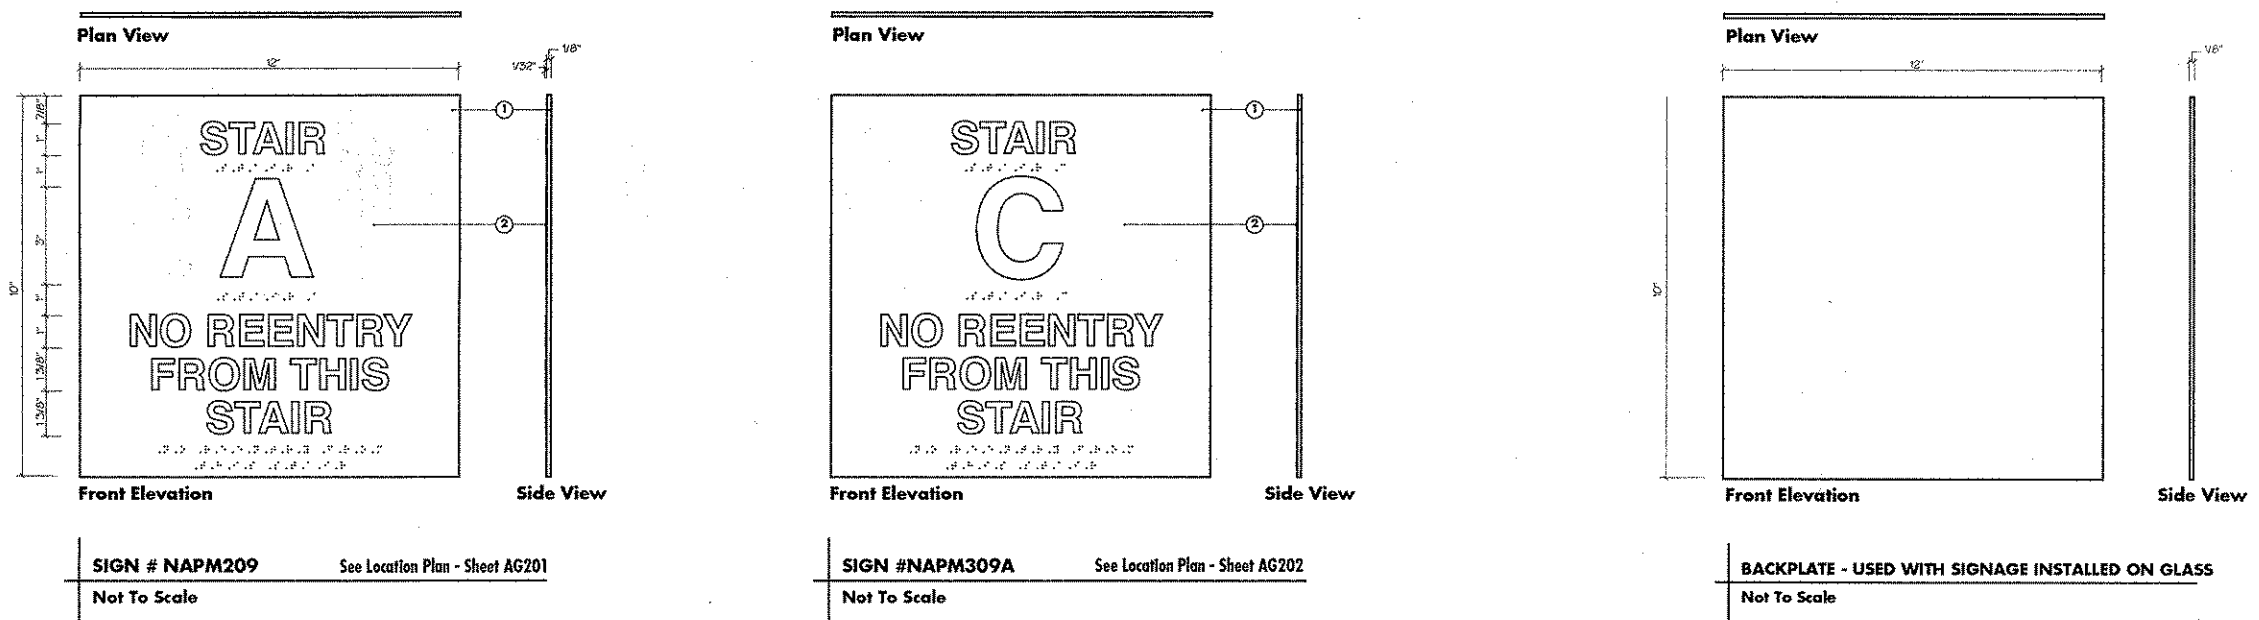 Plan View
12"
1/32"
1/8"
10"
7/8"
1"
1"
3"
1"
1"
1 3/8"
1 3/8"
1
2
STAIR
A
NO REENTRY
FROM THIS
STAIR
Front Elevation
Side View
SIGN # NAPM209
See Location Plan - Sheet AG201
Not To Scale
Plan View
1
2
STAIR
C
NO REENTRY
FROM THIS
STAIR
Front Elevation
Side View
SIGN #NAPM309A
See Location Plan - Sheet AG202
Not To Scale
Plan View
12"
1/8"
10"
Front Elevation
Side View
BACKPLATE - USED WITH SIGNAGE INSTALLED ON GLASS
Not To Scale